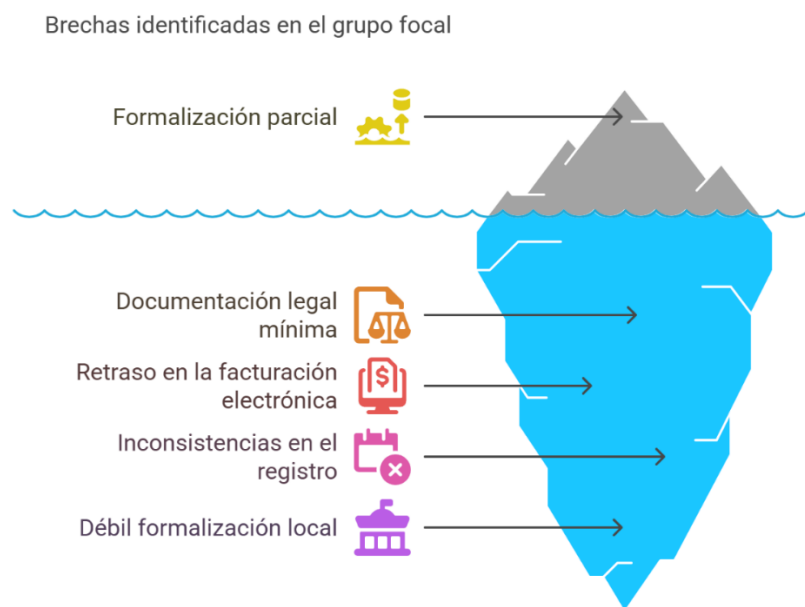 Brechas identificadas en el grupo focal
Formalización parcial
Documentación legal
mínima
Retraso en la facturación
electrónica
Inconsistencias en el
registro
Débil formalización local